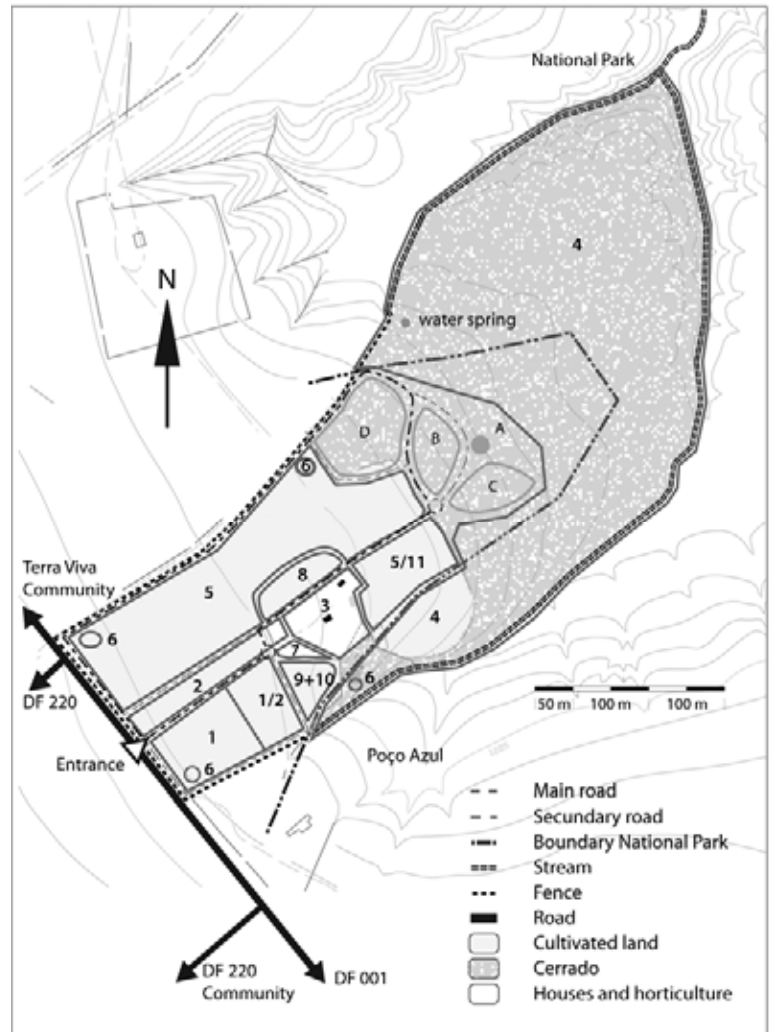 National Park
4
N
water spring
A
D
B
C
6
5/11
8
Terra Viva
Community
5
3
4
6
7
2
9+10
6
DF 220
1/2
1
Entrance
6
Poço Azul
50 m
100 m
100 m
Main road
Secundary road
Boundary National Park
Stream
Fence
Road
Cultivated land
Cerrado
Houses and horticulture
DF 220
Community
DF 001